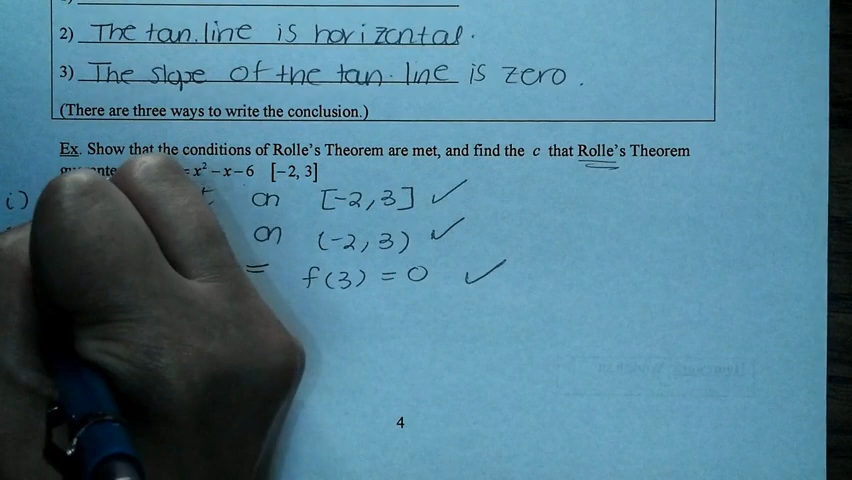 2) The tan. line is horizontal.
3) The slope of the tan. line is zero.
(There are three ways to write the conclusion.)
Ex. Show that the conditions of Rolle's Theorem are met, and find the c that Rolle's Theorem
= x² − x − 6 [−2, 3]
i) on [-2, 3] ✓
on (-2, 3) ✓
= f(3) = 0 ✓
4